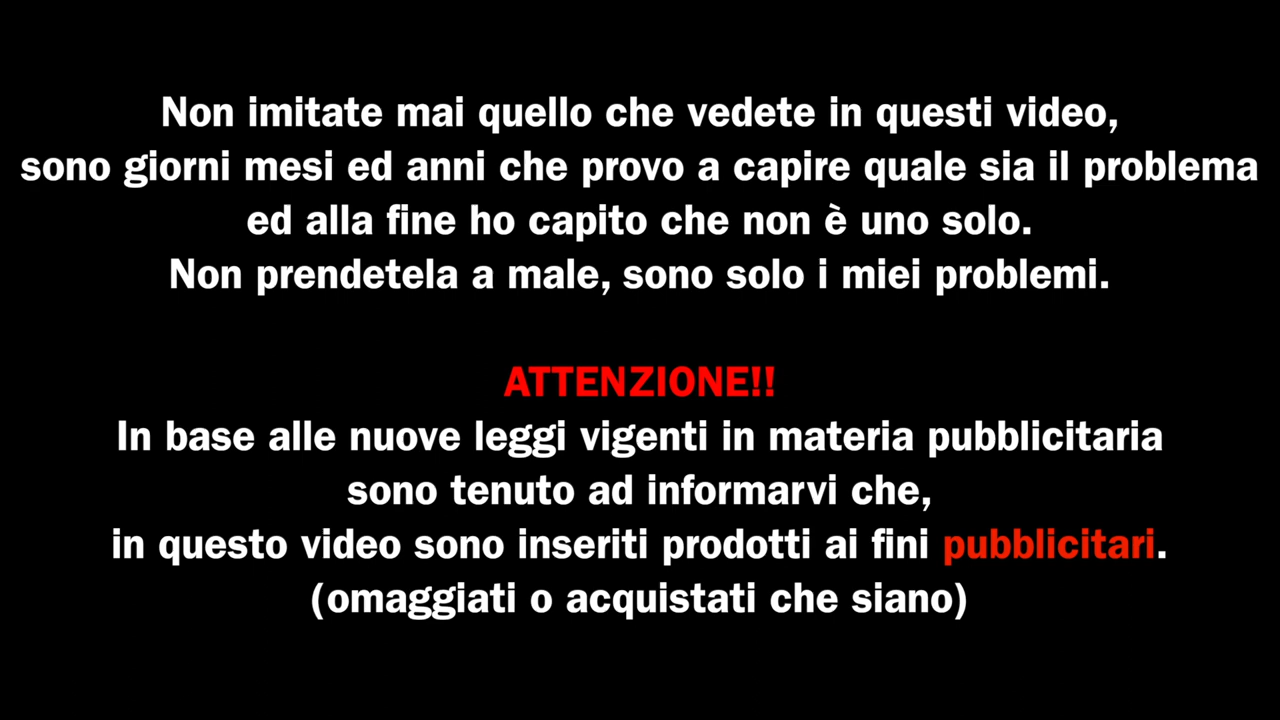 Non imitate mai quello che vedete in questi video,
sono giorni mesi ed anni che provo a capire quale sia il problema
ed alla fine ho capito che non è uno solo.
Non prendetela a male, sono solo i miei problemi.
ATTENZIONE!!
In base alle nuove leggi vigenti in materia pubblicitaria
sono tenuto ad informarvi che,
in questo video sono inseriti prodotti ai fini pubblicitari.
(omaggiati o acquistati che siano)